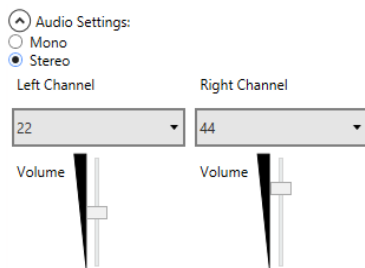 Audio Settings:
Mono
Stereo
Left Channel Right Channel
22 44
Volume Volume